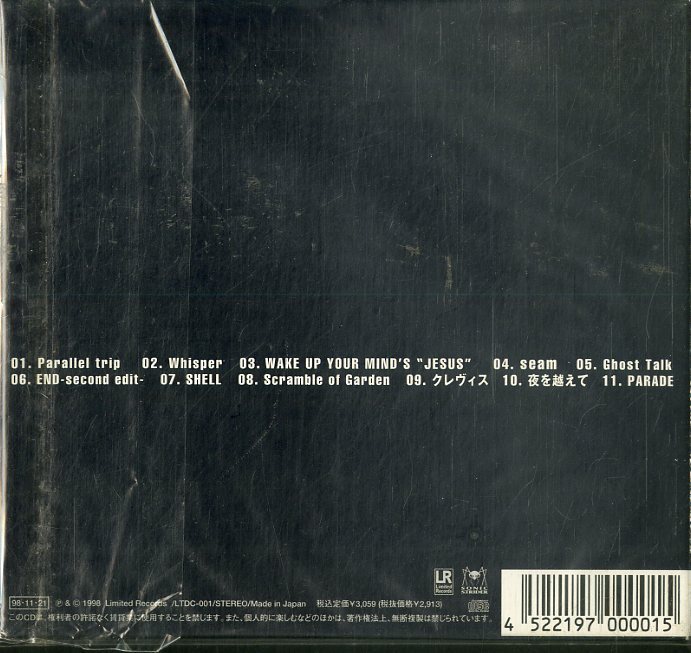 01. Parallel trip 02. Whisper 03. WAKE UP YOUR MIND'S "JESUS" 04. seam 05. Ghost Talk
06. END-second edit- 07. SHELL 08. Scramble of Garden 09. クレヴィス 10. 夜を越えて 11. PARADE
LR
Limited
Records
SONIC
98·11·21 ℗ & © 1998 Limited Records /LTDC-001/STEREO/Made in Japan 税込定価¥3,059 (税抜価格¥2,913)
このCDは、権利者の許諾なく賃貸業に使用することを禁じます。また、個人的に楽しむなどのほかは、著作権法上、無断複製は禁じられています。
4 522197 000015